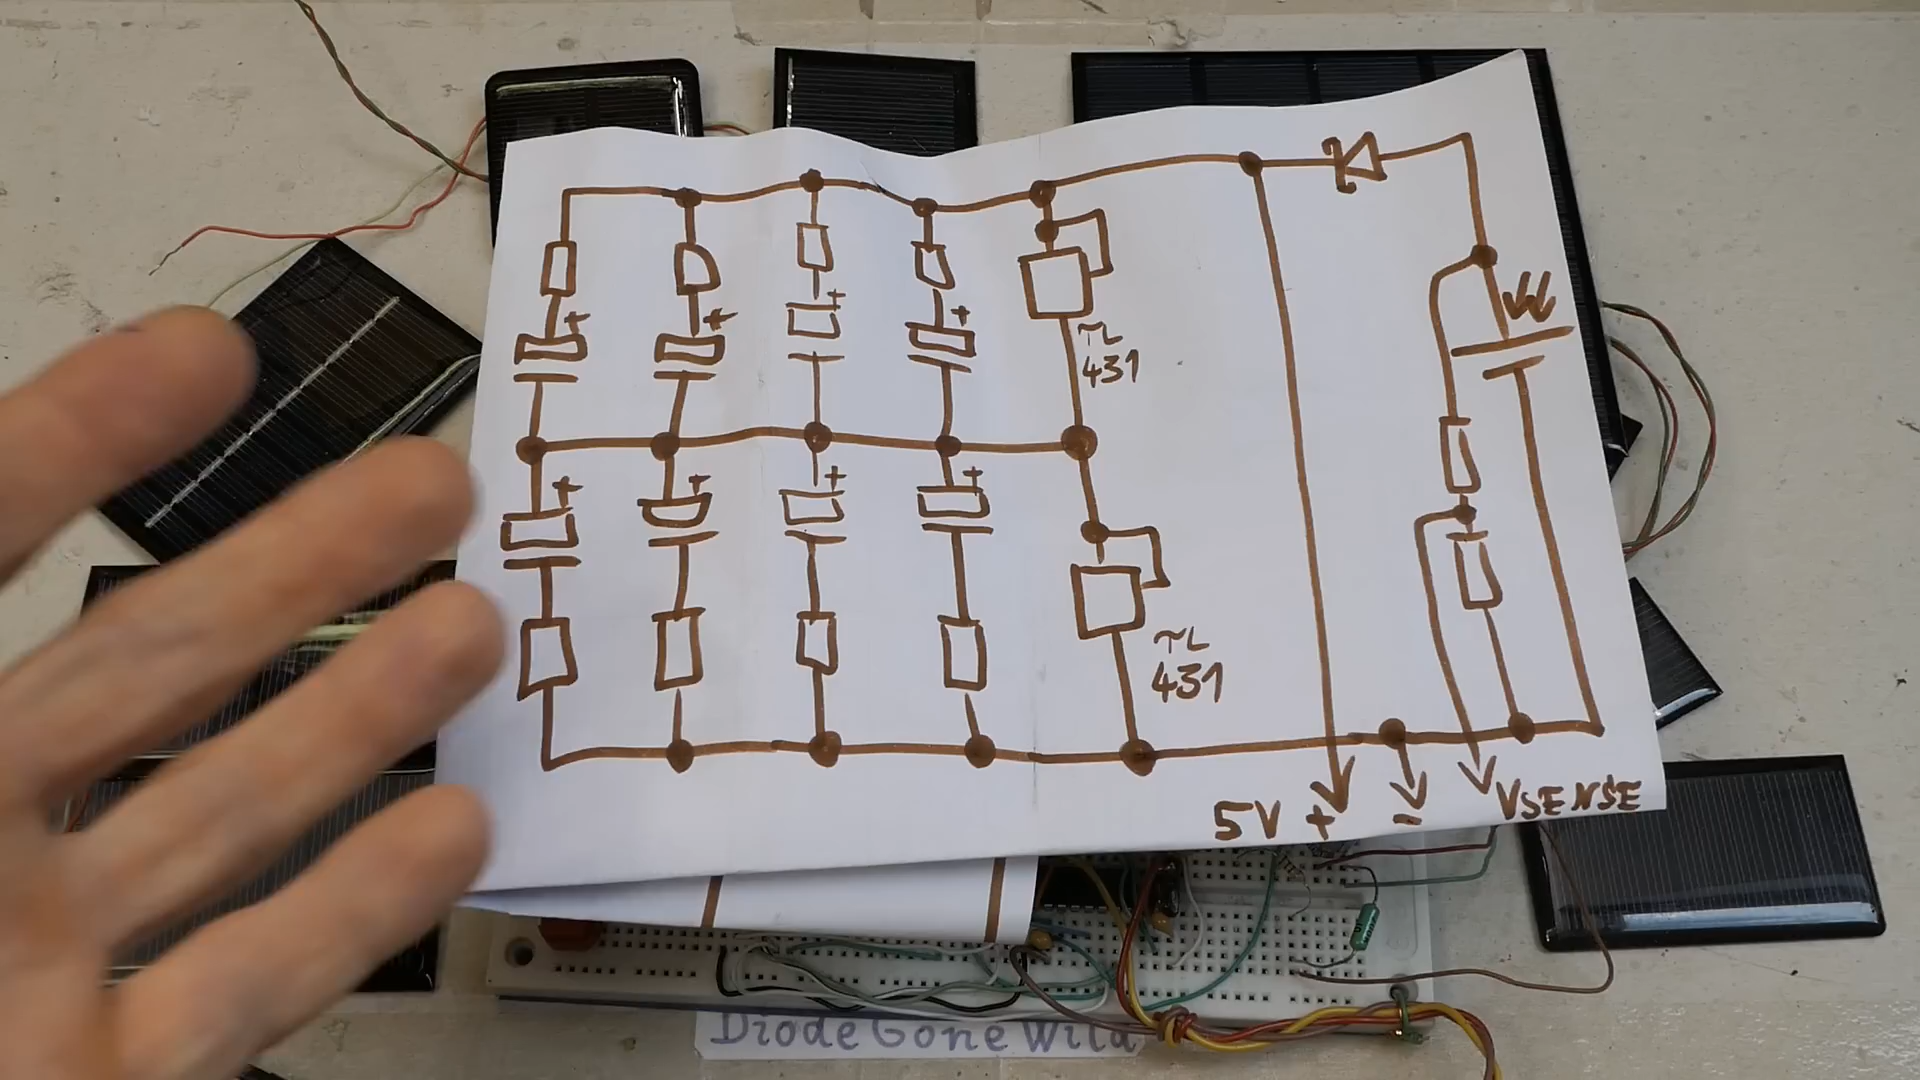 + + + +
TL
431
+ + + +
TL
431
5V + - VSENSE
DiodeGoneWild